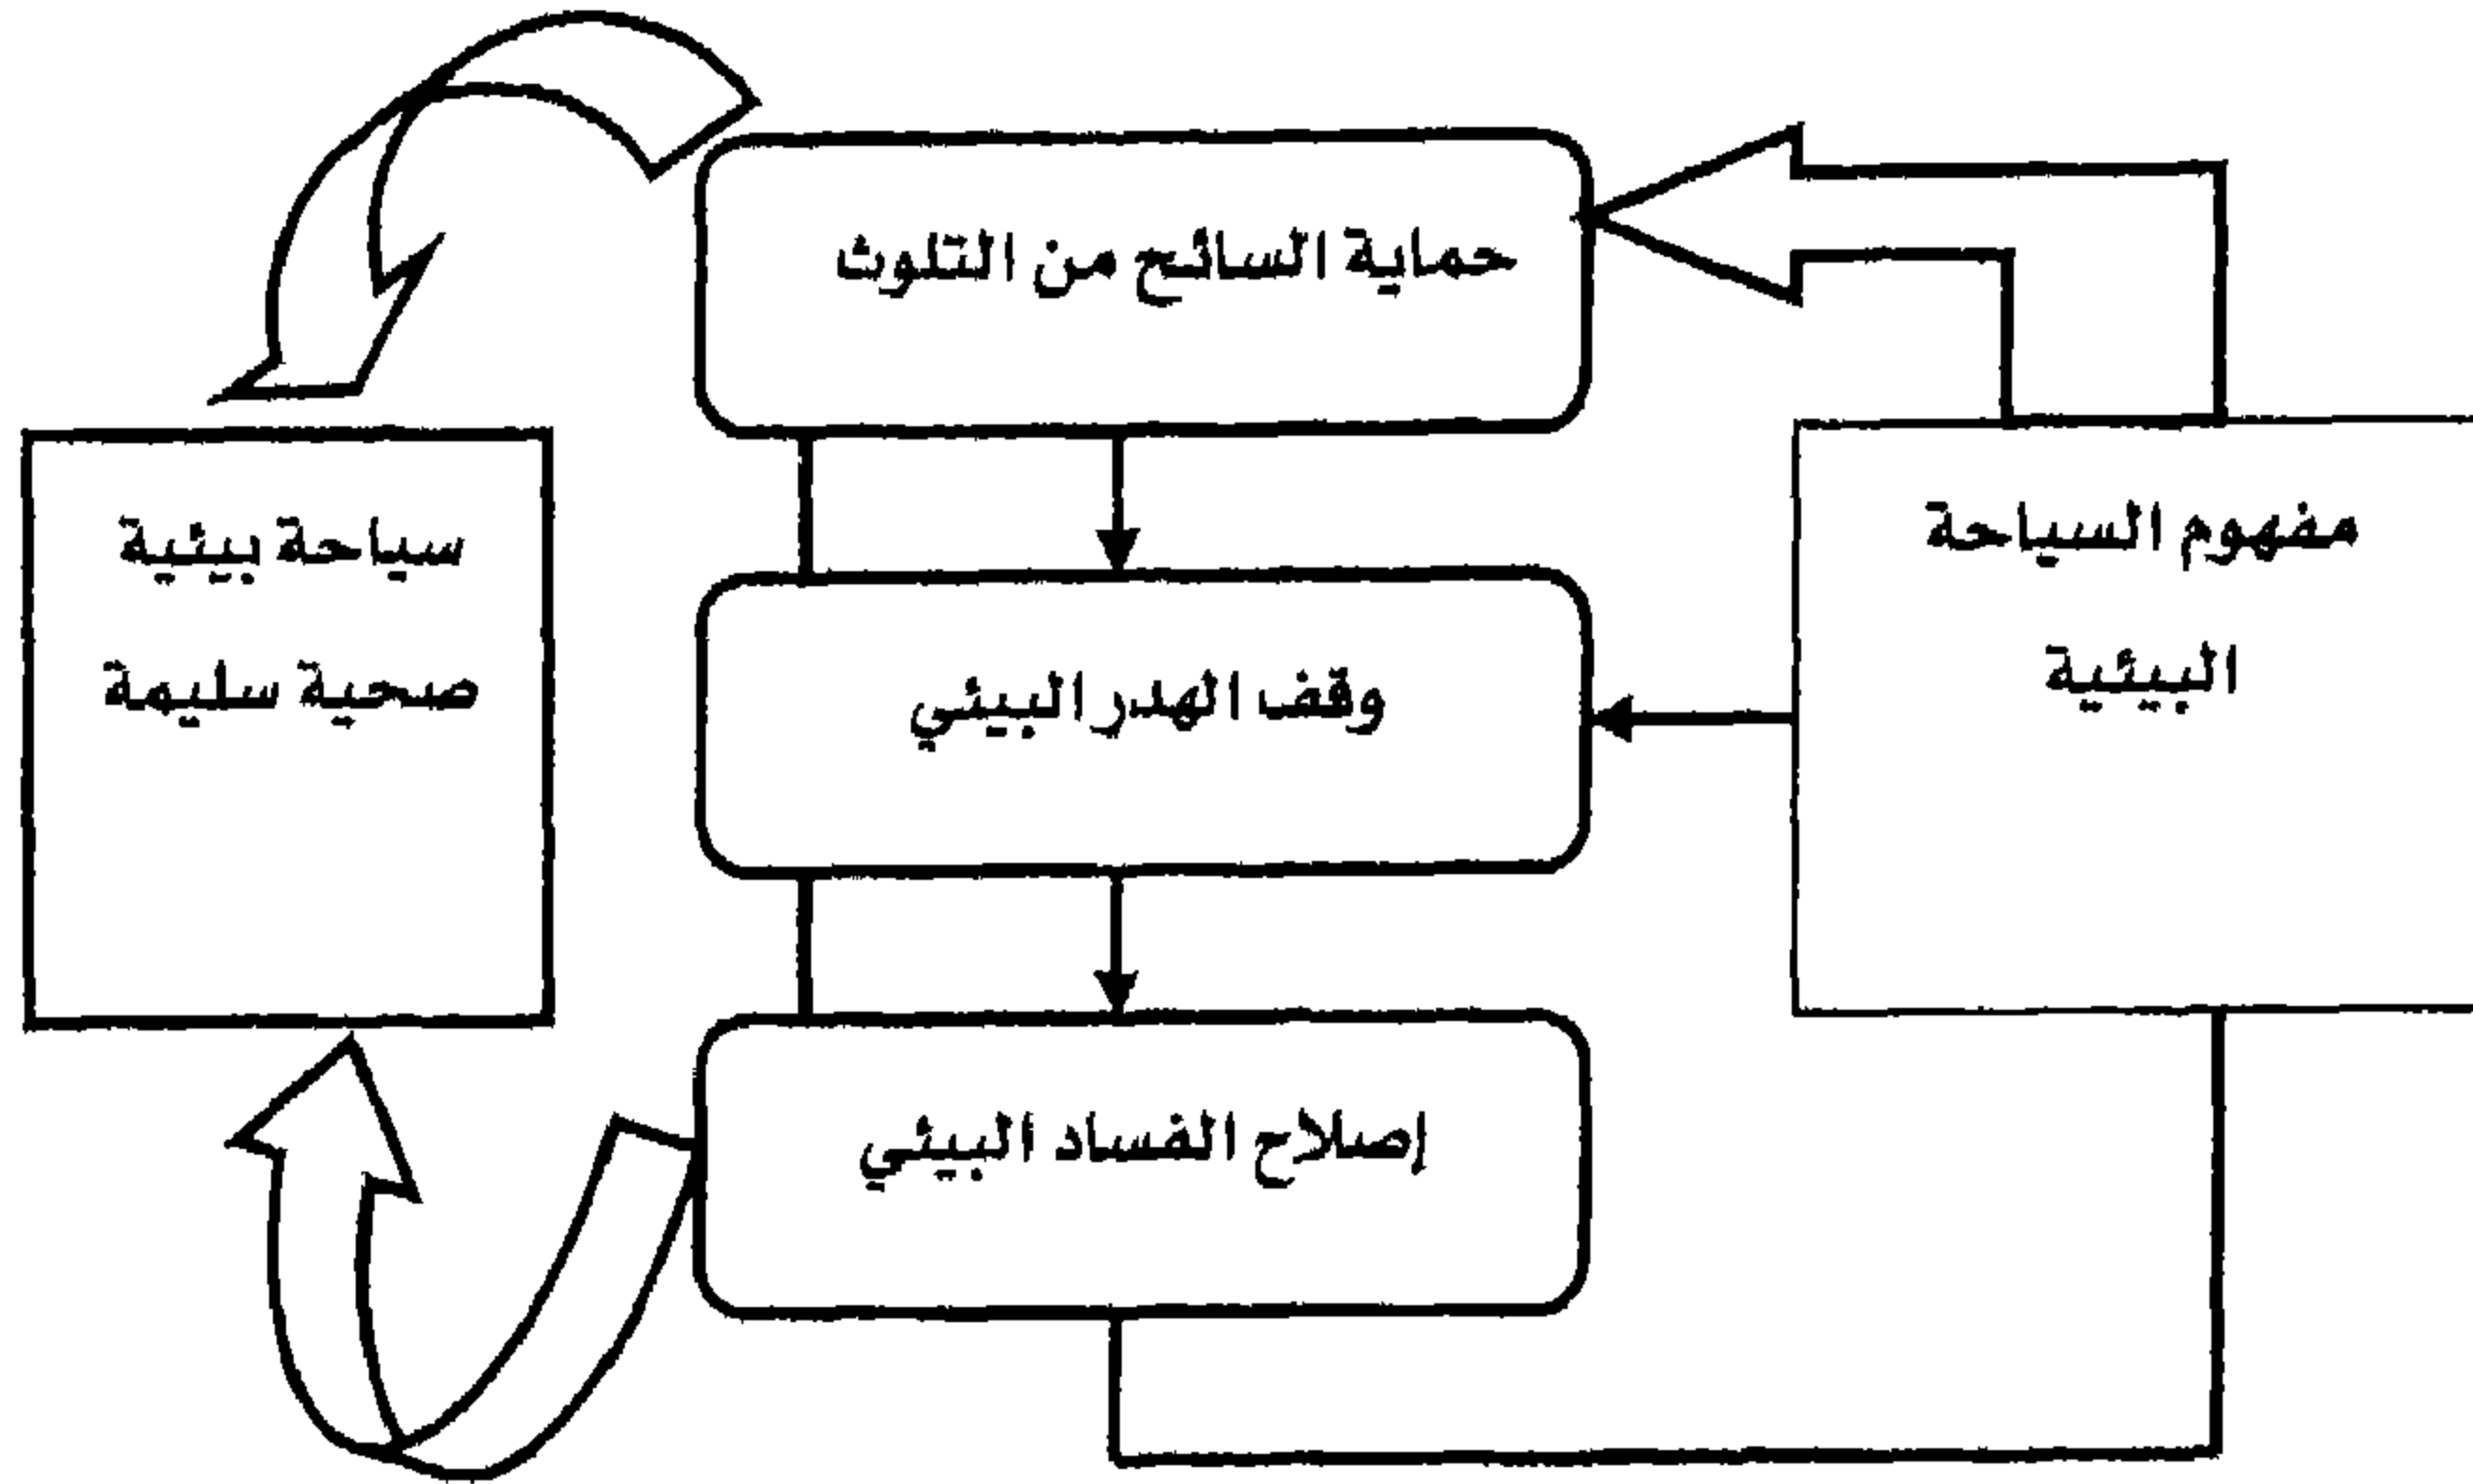 حماية السائح من التلوث
مفهوم السياحة
البيئية
وقف الهدر البيئي
سياحة بيئية
صحية سليمة
إصلاح الفساد البيئي